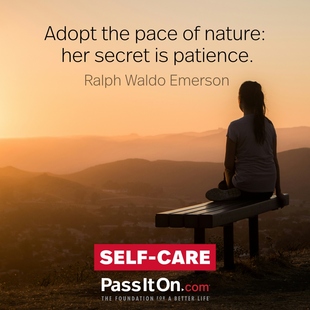 Adopt the pace of nature:
her secret is patience.
Ralph Waldo Emerson
SELF-CARE
PassItOn.com
THE FOUNDATION for A BETTER LIFE